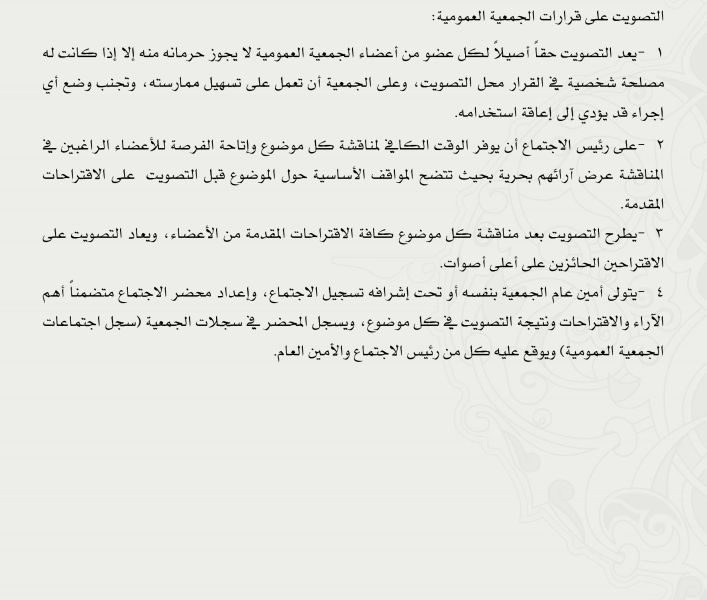 التصويت على قرارات الجمعية العمومية:
١ -يعد التصويت حقاً أصيلاً لكل عضو من أعضاء الجمعية العمومية لا يجوز حرمانه منه إلا إذا كانت له
مصلحة شخصية في القرار محل التصويت، وعلى الجمعية أن تعمل على تسهيل ممارسته، وتجنب وضع أي
إجراء قد يؤدي إلى إعاقة استخدامه.
٢ -على رئيس الاجتماع أن يوفر الوقت الكافي لمناقشة كل موضوع وإتاحة الفرصة للأعضاء الراغبين في
المناقشة عرض آرائهم بحرية بحيث تتضح المواقف الأساسية حول الموضوع قبل التصويت على الاقتراحات
المقدمة.
٣ -يطرح التصويت بعد مناقشة كل موضوع كافة الاقتراحات المقدمة من الأعضاء، ويعاد التصويت على
الاقتراحين الحائزين على أعلى أصوات.
٤ -يتولى أمين عام الجمعية بنفسه أو تحت إشرافه تسجيل الاجتماع، وإعداد محضر الاجتماع متضمناً أهم
الآراء والاقتراحات ونتيجة التصويت في كل موضوع، ويسجل المحضر في سجلات الجمعية (سجل اجتماعات
الجمعية العمومية) ويوقع عليه كل من رئيس الاجتماع والأمين العام.